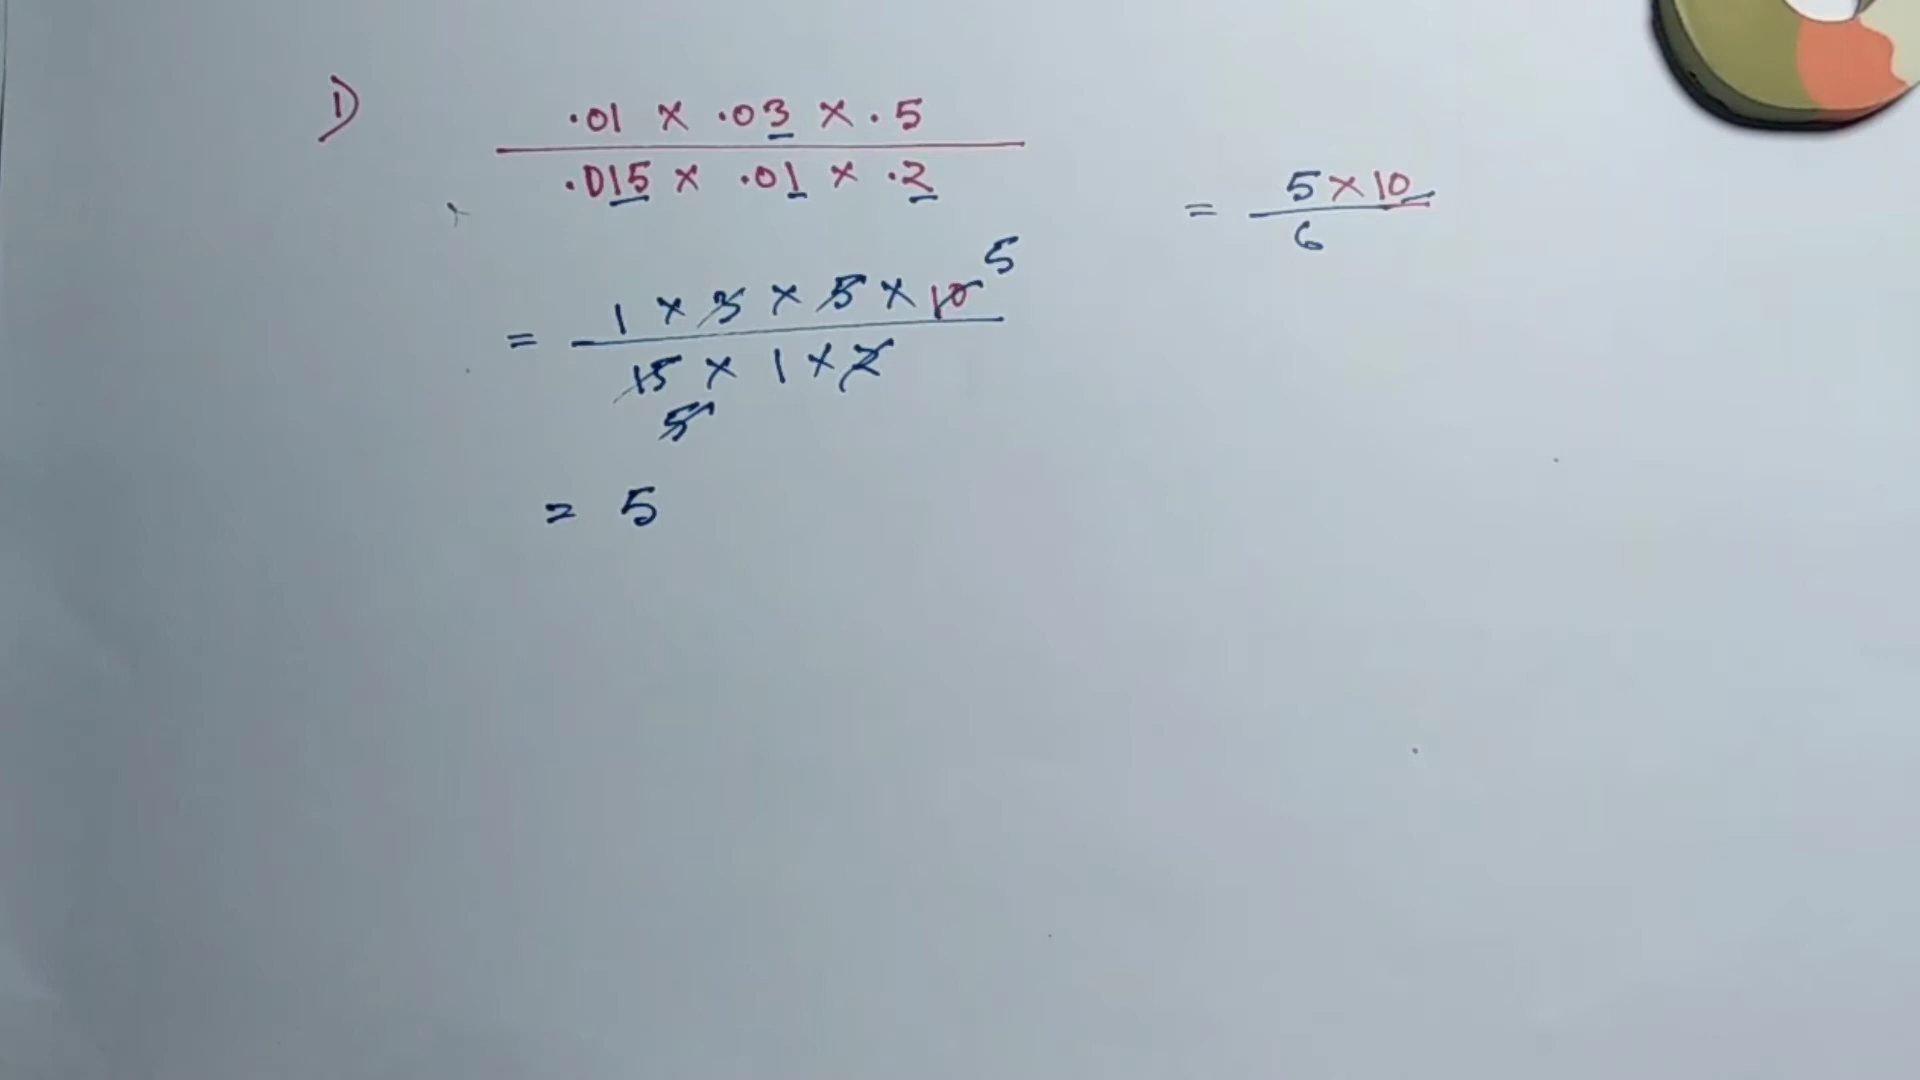 1) .01 × .03 × .5
.015 × .01 × .2
= 1 × 3 × 5 × 10 5
15 × 1 × 2
5
= 5
= 5 × 10
6